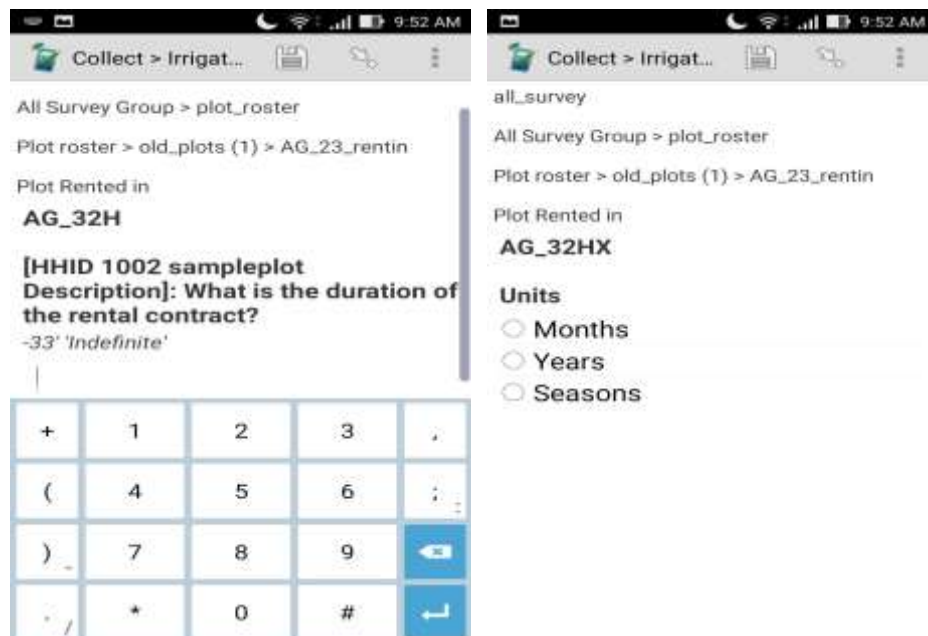 9:52 AM
Collect > Irrigat...
All Survey Group > plot_roster
Plot roster > old_plots (1) > AG_23_rentin
Plot Rented in
AG_32H
[HHID 1002 sampleplot
Description]: What is the duration of
the rental contract?
-33' 'Indefinite'
+ 1 2 3 ,
( 4 5 6 ;
) 7 8 9
. / * 0 #
9:52 AM
Collect > Irrigat...
all_survey
All Survey Group > plot_roster
Plot roster > old_plots (1) > AG_23_rentin
Plot Rented in
AG_32HX
Units
Months
Years
Seasons